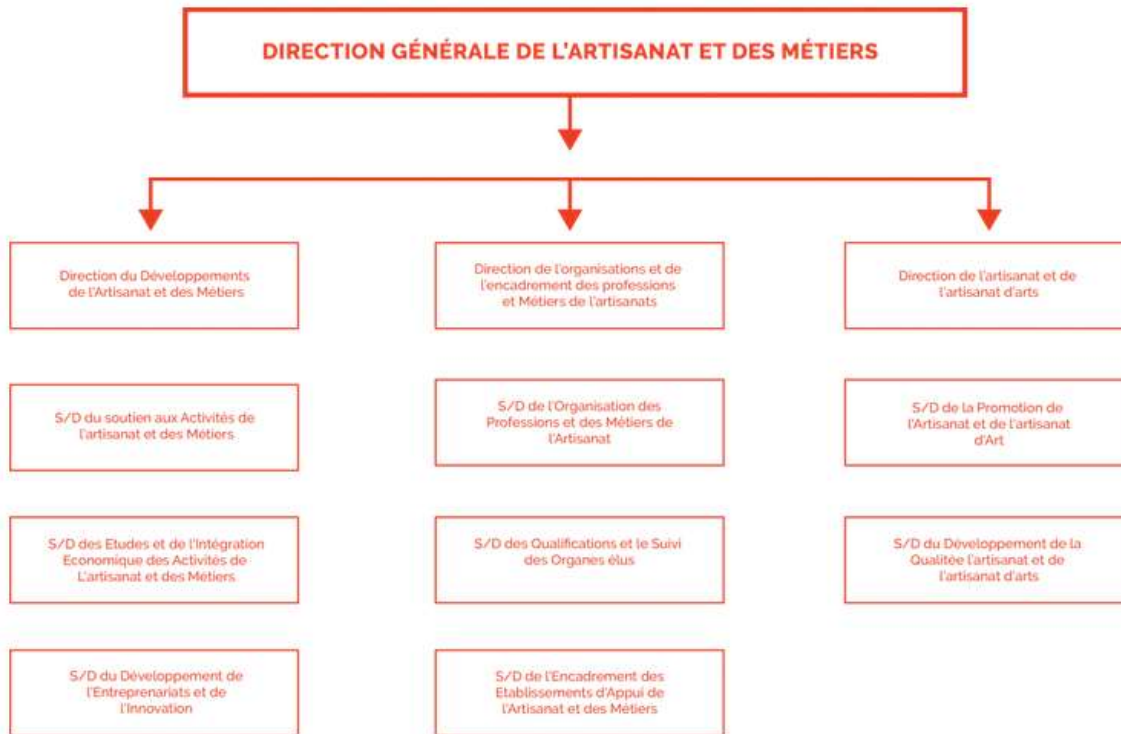 DIRECTION GÉNÉRALE DE L'ARTISANAT ET DES MÉTIERS
Direction du Développements
de l'Artisanat et des Métiers
Direction de l'organisations et de
l'encadrement des professions
et Métiers de l'artisanats
Direction de l'artisanat et de
l'artisanat d'arts
S/D du soutien aux Activités de
l'artisanat et des Métiers
S/D de l'Organisation des
Professions et des Métiers de
l'Artisanat
S/D de la Promotion de
l'Artisanat et de l'artisanat
d'Art
S/D des Etudes et de l'Intégration
Economique des Activités de
L'artisanat et des Métiers
S/D des Qualifications et le Suivi
des Organes élus
S/D du Développement de la
Qualitée l'artisanat et de
l'artisanat d'arts
S/D du Développement de
l'Entreprenariats et de
l'Innovation
S/D de l'Encadrement des
Etablissements d'Appui de
l'Artisanat et des Métiers